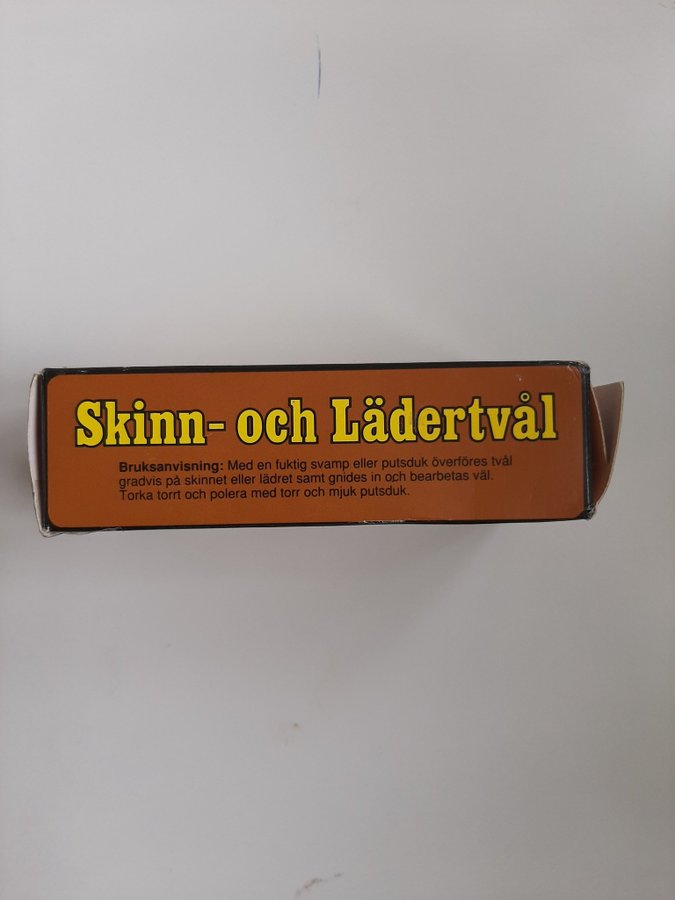 Skinn- och Lädertvål
Bruksanvisning: Med en fuktig svamp eller putsduk överföres tvål
gradvis på skinnet eller lädret samt gnides in och bearbetas väl.
Torka torrt och polera med torr och mjuk putsduk.